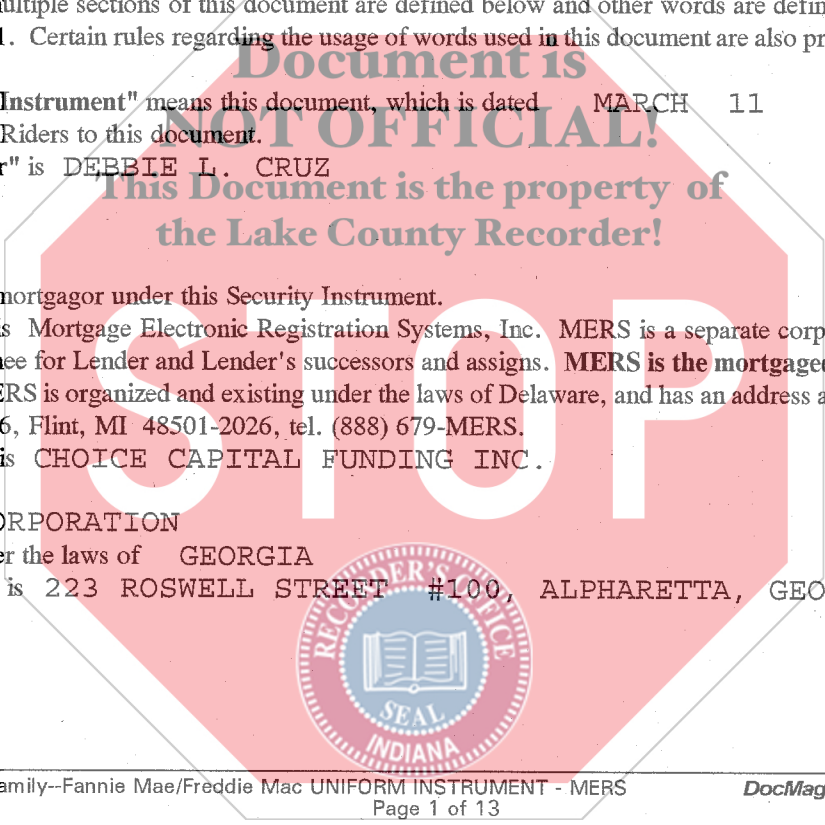 ultiple sections of this document are defined below and other words are defin
1. Certain rules regarding the usage of words used in this document are also pr
Document is
Instrument" means this document, which is dated MARCH 11
NOT OFFICIAL!
Riders to this document.
r" is DEBBIE L. CRUZ
This Document is the property of
the Lake County Recorder!
mortgagor under this Security Instrument.
s Mortgage Electronic Registration Systems, Inc. MERS is a separate corp
nee for Lender and Lender's successors and assigns. MERS is the mortgagee
ERS is organized and existing under the laws of Delaware, and has an address a
6, Flint, MI 48501-2026, tel. (888) 679-MERS.
STOP
is CHOICE CAPITAL FUNDING INC.
ORPORATION
er the laws of GEORGIA
is 223 ROSWELL STREET #100, ALPHARETTA, GEO
RECORDER'S OFFICE
SEAL
INDIANA
amily--Fannie Mae/Freddie Mac UNIFORM INSTRUMENT - MERS DocMag
Page 1 of 13